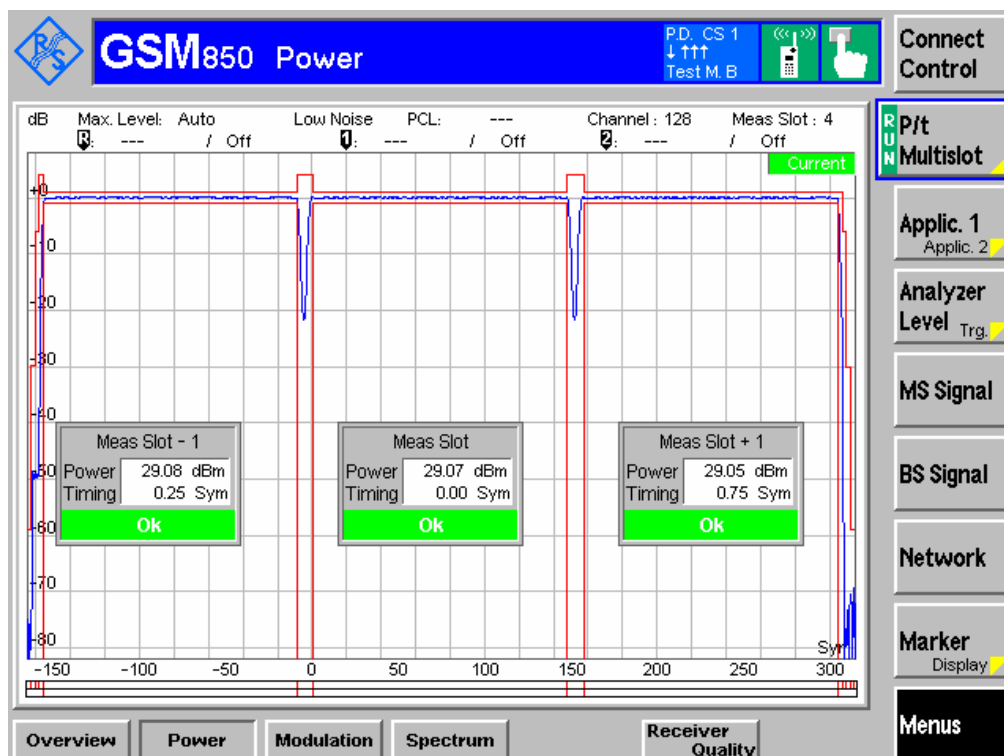 R S
GSM850 Power
P.D. CS 1
↓ ↑↑↑
Test M. B
Connect Control
dB Max. Level: Auto Low Noise PCL: --- Channel : 128 Meas Slot : 4
R: --- / Off 1: --- / Off 2: --- / Off
RUN
P/t Multislot
Current
+0
-10
-20
-30
-40
-50
-60
-70
-80
Applic. 1
Applic. 2
Analyzer Level Trg.
MS Signal
BS Signal
Network
Marker
Display
Menus
Meas Slot - 1
Power 29.08 dBm
Timing 0.25 Sym
Ok
Meas Slot
Power 29.07 dBm
Timing 0.00 Sym
Ok
Meas Slot + 1
Power 29.05 dBm
Timing 0.75 Sym
Ok
Sym
-150 -100 -50 0 50 100 150 200 250 300
Overview Power Modulation Spectrum Receiver Quality